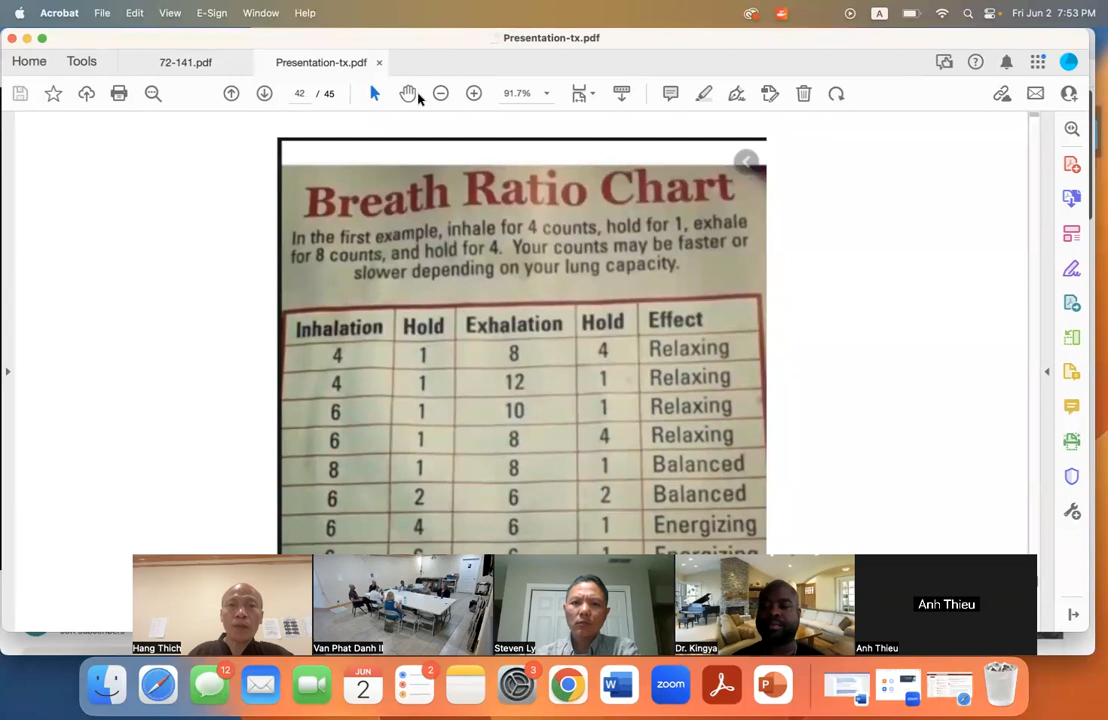 Acrobat File Edit View E-Sign Window Help A Fri Jun 2 7:53 PM
Presentation-tx.pdf
Home Tools 72-141.pdf Presentation-tx.pdf ×
42 / 45 91.7%
Breath Ratio Chart
In the first example, inhale for 4 counts, hold for 1, exhale
for 8 counts, and hold for 4. Your counts may be faster or
slower depending on your lung capacity.
Inhalation Hold Exhalation Hold Effect
4 1 8 4 Relaxing
4 1 12 1 Relaxing
6 1 10 1 Relaxing
6 1 8 4 Relaxing
8 1 8 1 Balanced
6 2 6 2 Balanced
6 4 6 1 Energizing
Energizing
Anh Thieu
Hang Thich Van Phat Danh II Steven Ly Dr. Kingya Anh Thieu
12 JUN 2 2 3 W zoom P